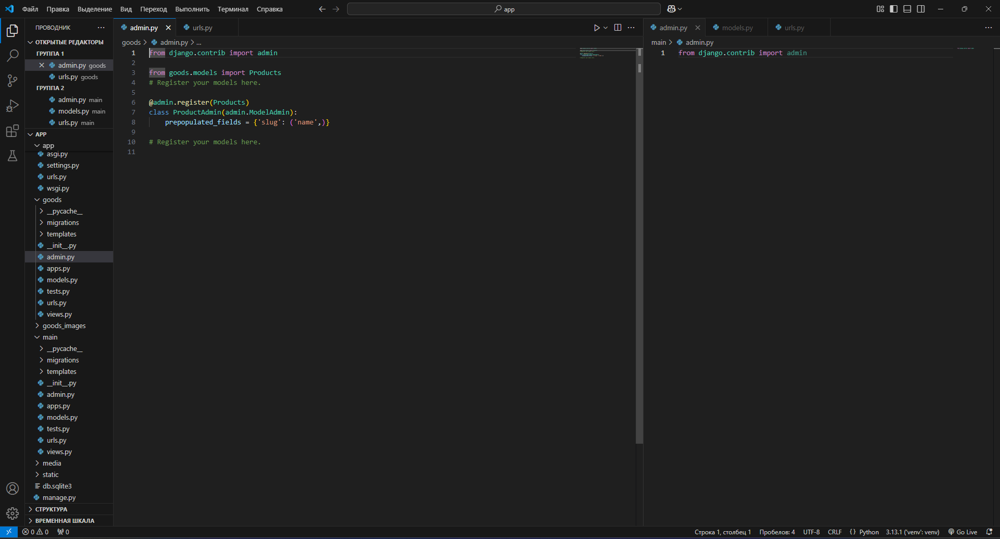 Файл Правка Выделение Вид Переход Выполнить Терминал Справка
app
ПРОВОДНИК
ОТКРЫТЫЕ РЕДАКТОРЫ
ГРУППА 1
admin.py goods
urls.py goods
ГРУППА 2
admin.py main
models.py main
urls.py main
APP
app
asgi.py
settings.py
urls.py
wsgi.py
goods
__pycache__
migrations
templates
__init__.py
admin.py
apps.py
models.py
tests.py
urls.py
views.py
goods_images
main
__pycache__
migrations
templates
__init__.py
admin.py
apps.py
models.py
tests.py
urls.py
views.py
media
static
db.sqlite3
manage.py
СТРУКТУРА
ВРЕМЕННАЯ ШКАЛА
admin.py urls.py
goods > admin.py > ...
1 from django.contrib import admin
2
3 from goods.models import Products
4 # Register your models here.
5
6 @admin.register(Products)
7 class ProductAdmin(admin.ModelAdmin):
8 prepopulated_fields = {'slug': ('name',)}
9
10 # Register your models here.
11
admin.py models.py urls.py
main > admin.py
1 from django.contrib import admin
0 0 0
Строка 1, столбец 1 Пробелов: 4 UTF-8 CRLF {} Python 3.13.1 ('venv': venv) Go Live